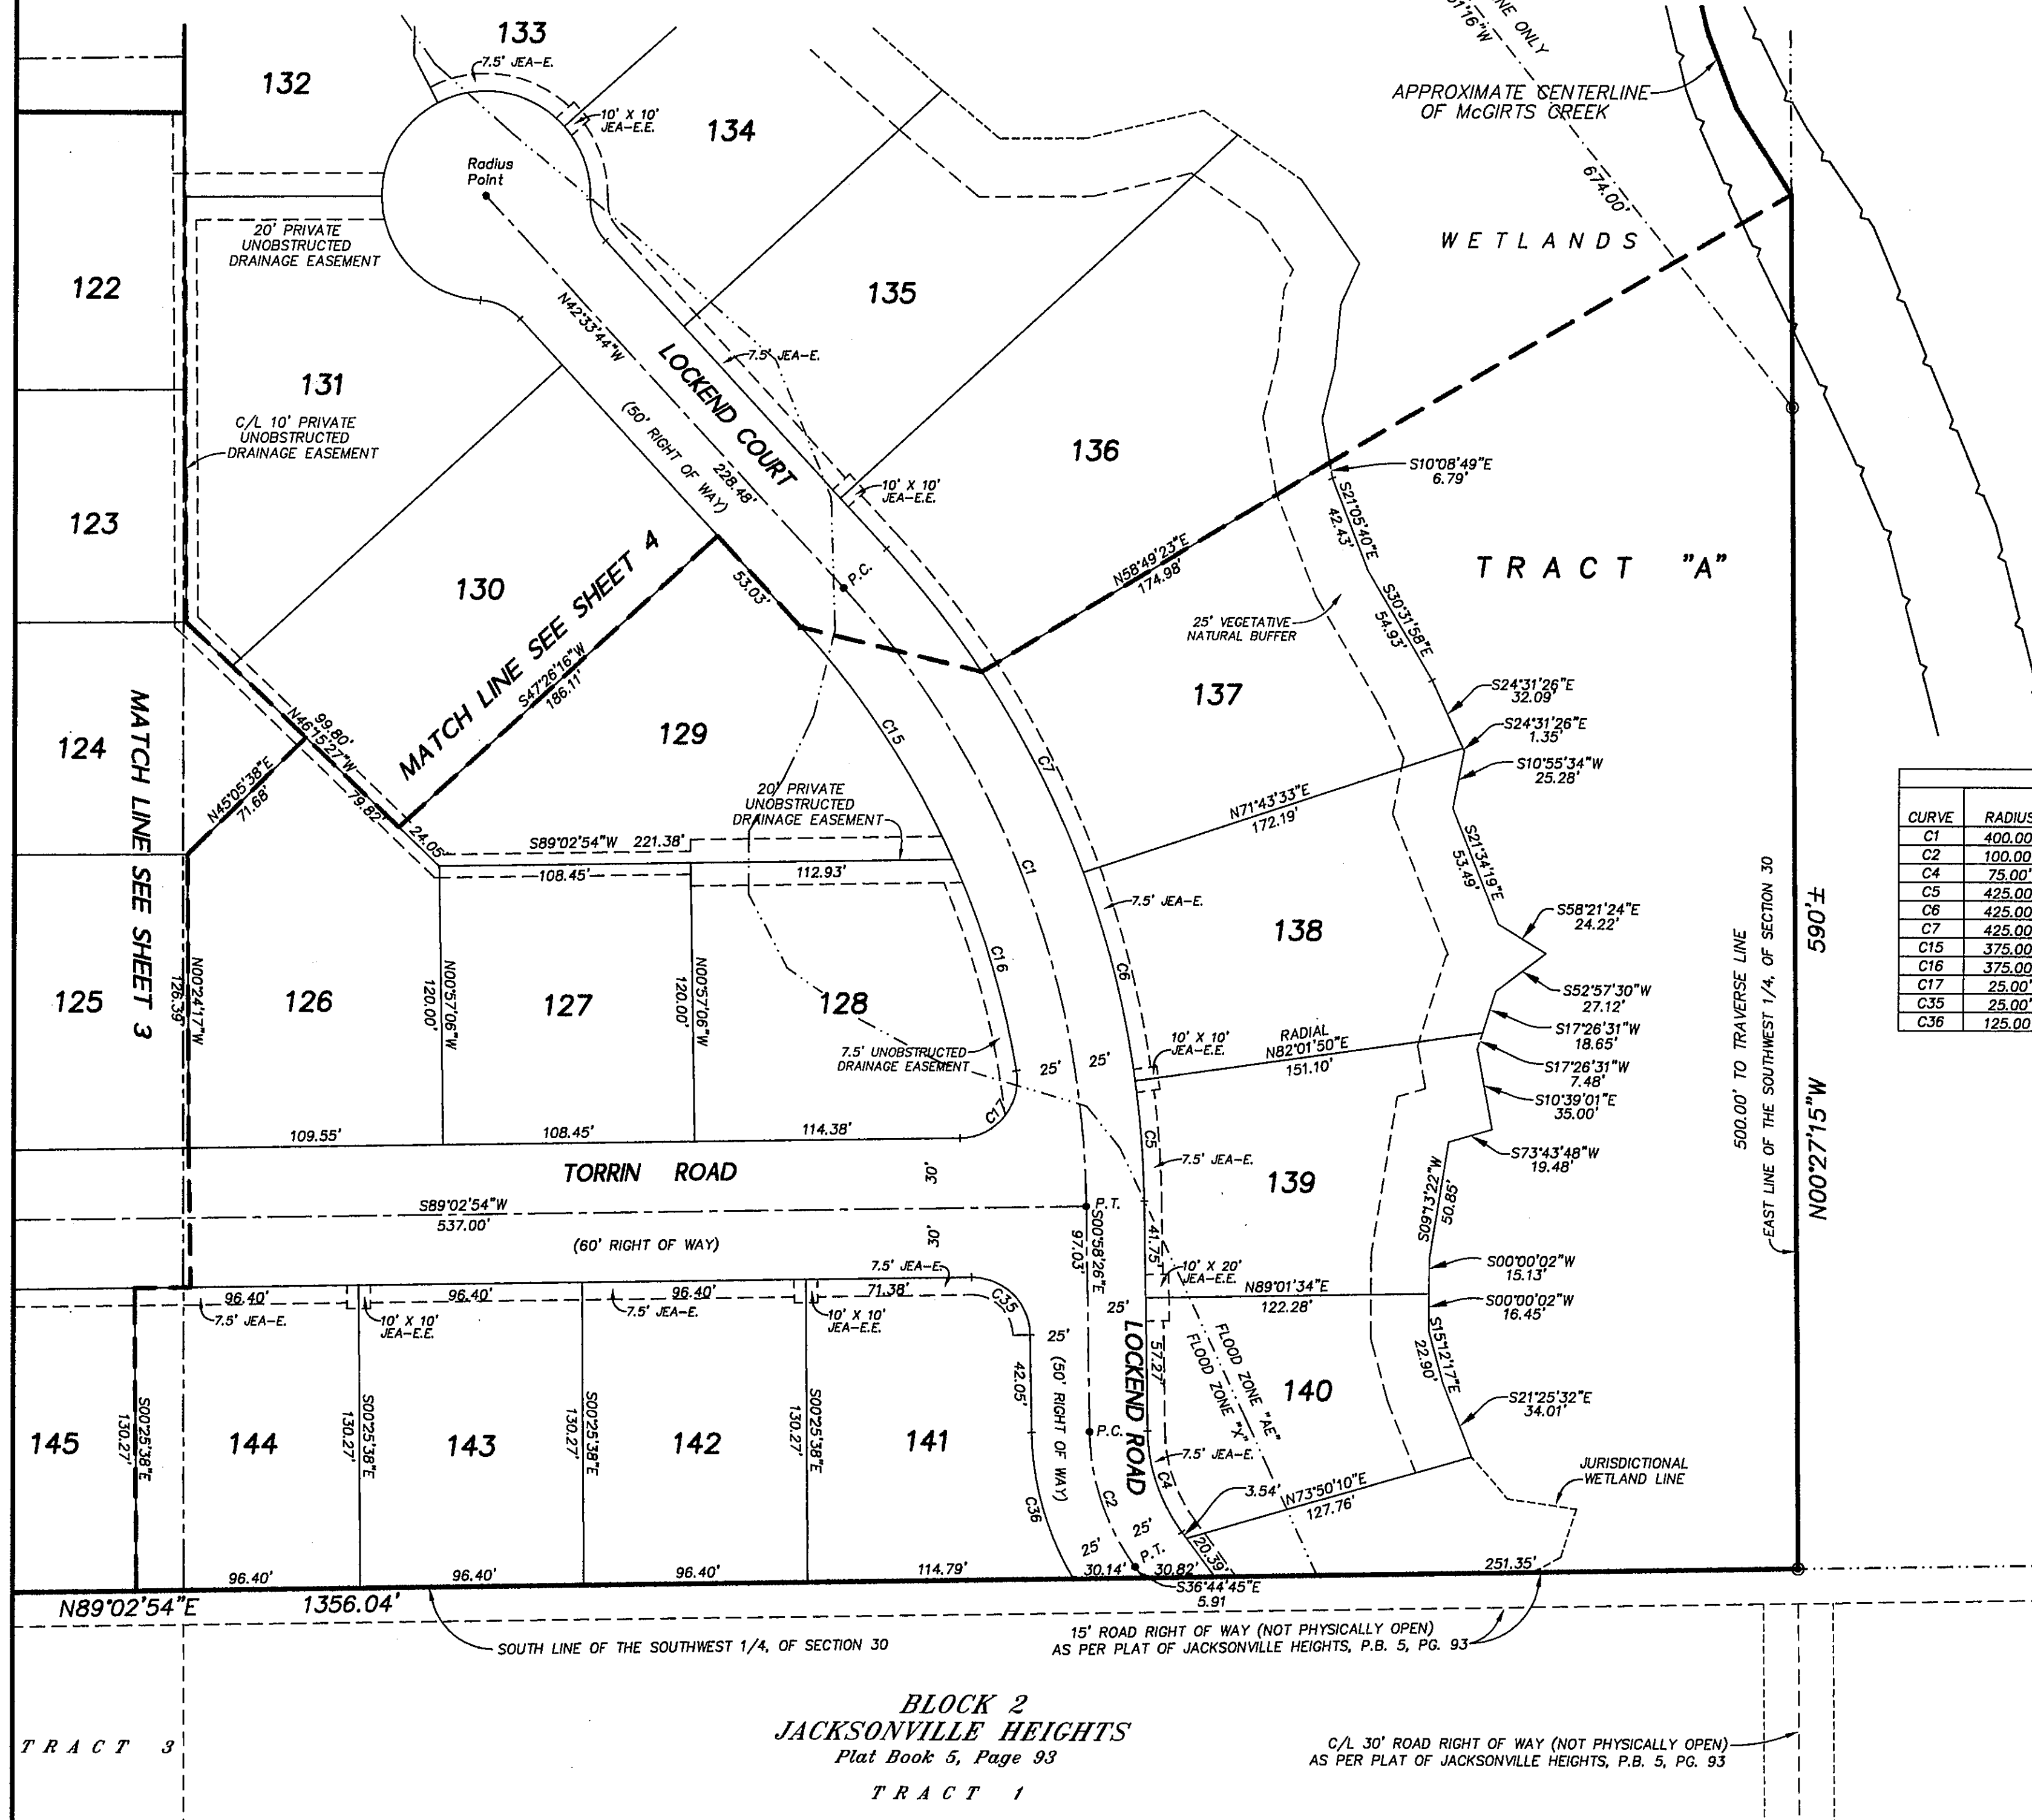 133
7.5' JEA-E.
132
10' X 10'
JEA-E.E.
134
NE ONLY
APPROXIMATE CENTERLINE
OF McGIRTS CREEK
674.00'
Radius
Point
20' PRIVATE
UNOBSTRUCTED
DRAINAGE EASEMENT
WETLANDS
122
N42°33'44"W
228.48'
135
131
LOCKEND COURT
(50' RIGHT OF WAY)
7.5' JEA-E.
C/L 10' PRIVATE
UNOBSTRUCTED
DRAINAGE EASEMENT
136
S10°08'49"E
6.79'
10' X 10'
JEA-E.E.
123
S21°05'40"E
42.43'
TRACT "A"
130
MATCH LINE SEE SHEET 4
S47°26'16"W
186.11'
53.03'
P.C.
N58°49'23"E
174.98'
S30°31'58"E
54.93'
25' VEGETATIVE
NATURAL BUFFER
137
S24°31'26"E
32.09'
S24°31'26"E
1.35'
S10°55'34"W
25.28'
124
MATCH LINE SEE SHEET 3
N46°15'27"W
99.80'
79.82'
24.05'
N45°05'38"E
71.68'
129
C15
C7
20' PRIVATE
UNOBSTRUCTED
DRAINAGE EASEMENT
N71°43'33"E
172.19'
S21°34'19"E
53.49'
S89°02'54"W 221.38'
108.45'
112.93'
C1
7.5' JEA-E.
CURVE RADIUS
C1 400.00
C2 100.00
C4 75.00'
C5 425.00
C6 425.00
C7 425.00
C15 375.00
C16 375.00
C17 25.00'
C35 25.00'
C36 125.00
138
S58°21'24"E
24.22'
S52°57'30"W
27.12'
S17°26'31"W
18.65'
S17°26'31"W
7.48'
S10°39'01"E
35.00'
S73°43'48"W
19.48'
500.00' TO TRAVERSE LINE
EAST LINE OF THE SOUTHWEST 1/4, OF SECTION 30
N00°27'15"W 590'±
125
N00°24'17"W
126.39'
126
N00°57'06"W
120.00'
127
N00°57'06"W
120.00'
128
C16
C6
7.5' UNOBSTRUCTED
DRAINAGE EASEMENT
25'
25'
10' X 10'
JEA-E.E.
RADIAL
N82°01'50"E
151.10'
C17
109.55'
108.45'
114.38'
C5
7.5' JEA-E.
139
S09°13'22"W
50.85'
TORRIN ROAD
30'
S89°02'54"W
537.00'
P.T.
S00°58'26"E
97.03'
41.75'
(60' RIGHT OF WAY)
30'
10' X 20'
JEA-E.E.
S00°00'02"W
15.13'
N89°01'34"E
122.28'
S00°00'02"W
16.45'
7.5' JEA-E.
96.40'
96.40'
96.40'
71.38'
7.5' JEA-E.
10' X 10'
JEA-E.E.
7.5' JEA-E.
10' X 10'
JEA-E.E.
C35
25'
25'
42.05'
(50' RIGHT OF WAY)
LOCKEND ROAD
57.27'
FLOOD ZONE "AE"
FLOOD ZONE "X"
140
S15°12'17"E
22.90'
S21°25'32"E
34.01'
145
S00°25'38"E
130.27'
144
S00°25'38"E
130.27'
143
S00°25'38"E
130.27'
142
S00°25'38"E
130.27'
141
P.C.
7.5' JEA-E.
C4
C2
C36
3.54'
N73°50'10"E
127.76'
JURISDICTIONAL
WETLAND LINE
25'
25'
P.T.
20.39'
96.40'
96.40'
96.40'
114.79'
30.14'
30.82'
251.35'
S36°44'45"E
5.91
N89°02'54"E 1356.04'
SOUTH LINE OF THE SOUTHWEST 1/4, OF SECTION 30
15' ROAD RIGHT OF WAY (NOT PHYSICALLY OPEN)
AS PER PLAT OF JACKSONVILLE HEIGHTS, P.B. 5, PG. 93
BLOCK 2
JACKSONVILLE HEIGHTS
Plat Book 5, Page 93
TRACT 1
TRACT 3
C/L 30' ROAD RIGHT OF WAY (NOT PHYSICALLY OPEN)
AS PER PLAT OF JACKSONVILLE HEIGHTS, P.B. 5, PG. 93